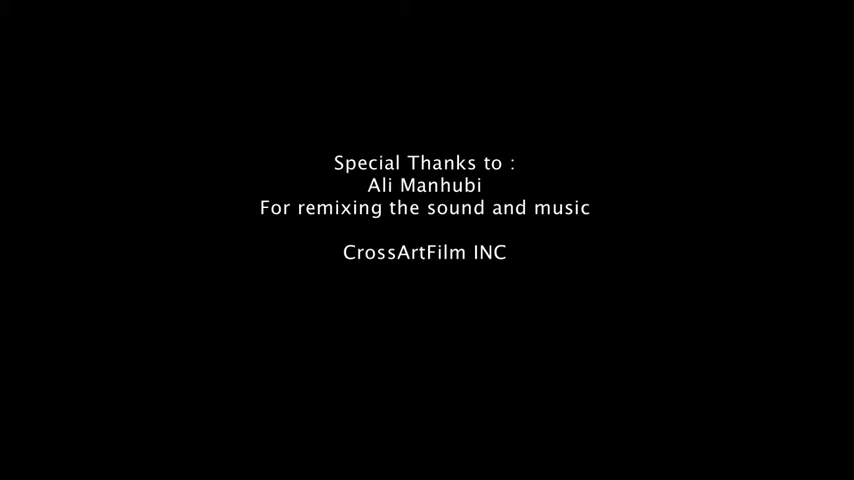 Special Thanks to :
Ali Manhubi
For remixing the sound and music
CrossArtFilm INC